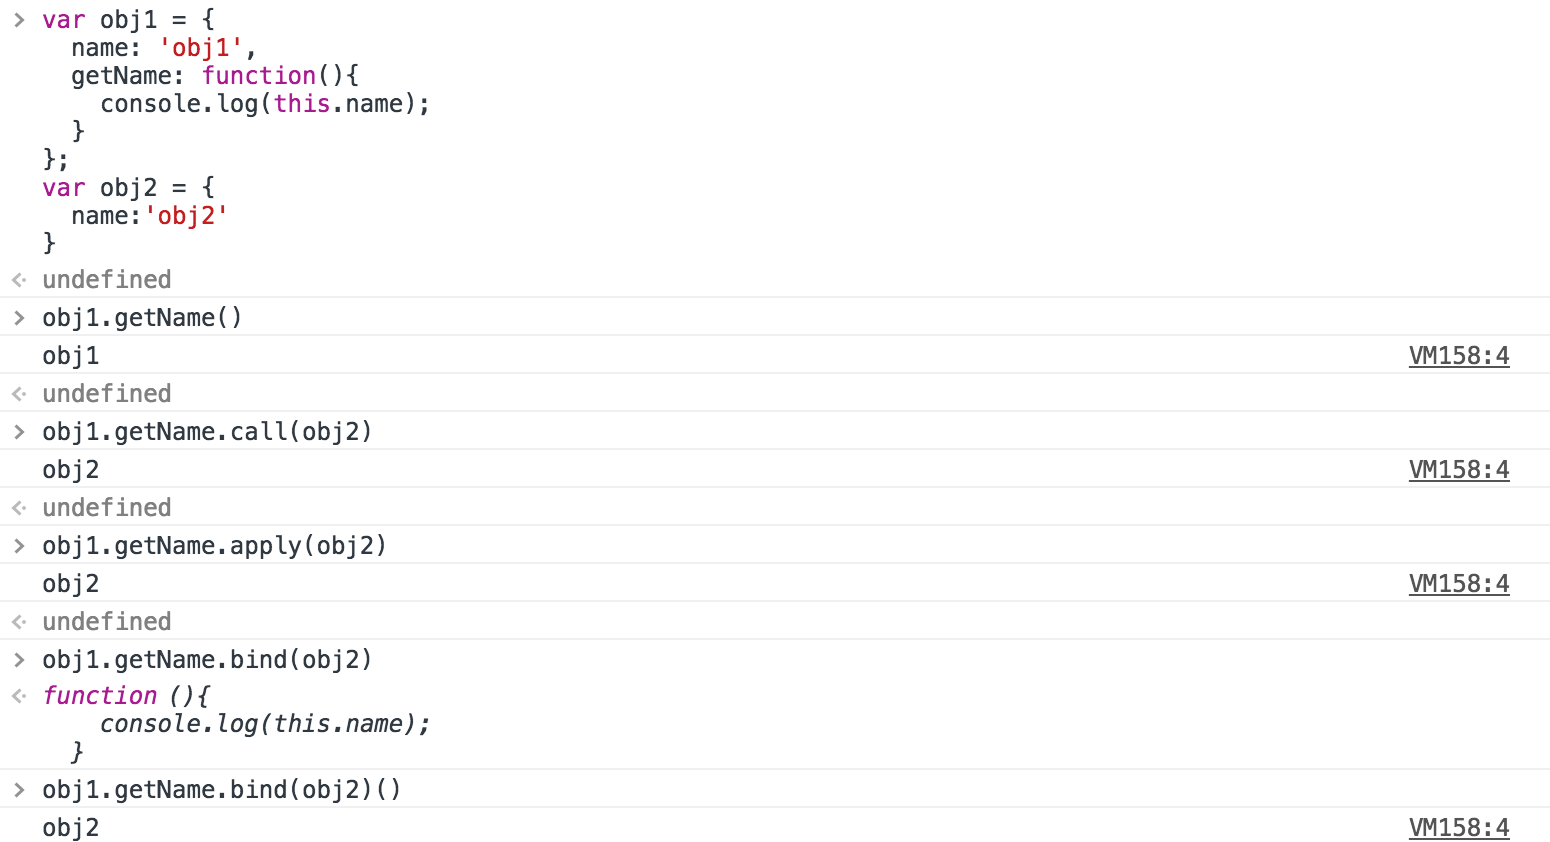 > var obj1 = {
  name: 'obj1',
  getName: function(){
    console.log(this.name);
  }
};
var obj2 = {
  name:'obj2'
}
undefined
> obj1.getName()
obj1 VM158:4
undefined
> obj1.getName.call(obj2)
obj2 VM158:4
undefined
> obj1.getName.apply(obj2)
obj2 VM158:4
undefined
> obj1.getName.bind(obj2)
function (){
    console.log(this.name);
  }
> obj1.getName.bind(obj2)()
obj2 VM158:4